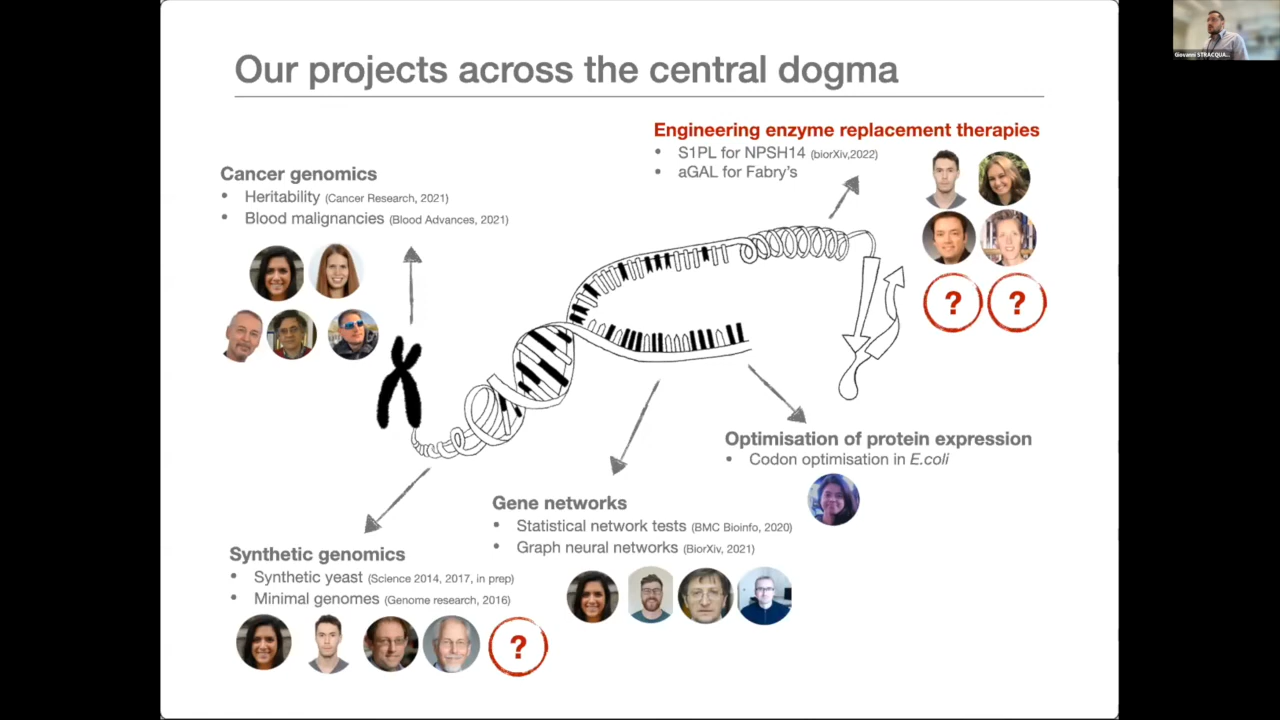 Our projects across the central dogma
Giovanni STRACQUA...
Engineering enzyme replacement therapies
• S1PL for NPSH14 (biorXiv,2022)
• aGAL for Fabry's
? ?
Cancer genomics
• Heritability (Cancer Research, 2021)
• Blood malignancies (Blood Advances, 2021)
Optimisation of protein expression
• Codon optimisation in E.coli
Gene networks
• Statistical network tests (BMC Bioinfo, 2020)
• Graph neural networks (BiorXiv, 2021)
Synthetic genomics
• Synthetic yeast (Science 2014, 2017, in prep)
• Minimal genomes (Genome research, 2016)
?